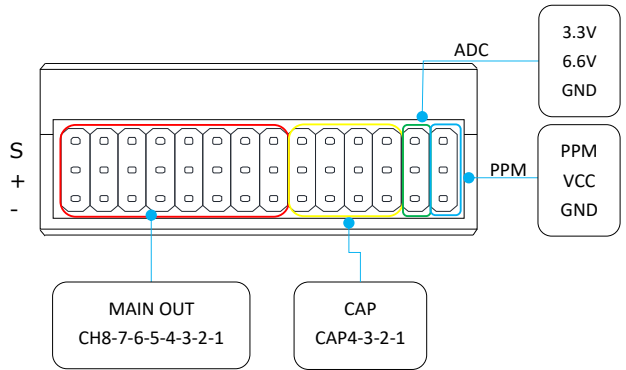 3.3V
ADC
6.6V
GND
S
+
-
PPM
PPM
VCC
GND
MAIN OUT
CH8-7-6-5-4-3-2-1
CAP
CAP4-3-2-1